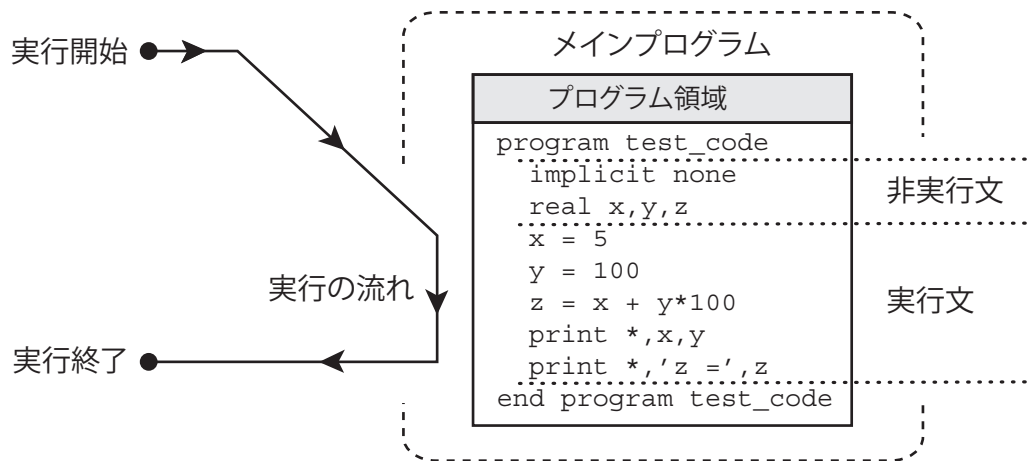 メインプログラム
実行開始
プログラム領域
program test_code
implicit none
real x,y,z
非実行文
x = 5
y = 100
z = x + y*100
print *,x,y
print *,'z =',z
実行文
end program test_code
実行の流れ
実行終了